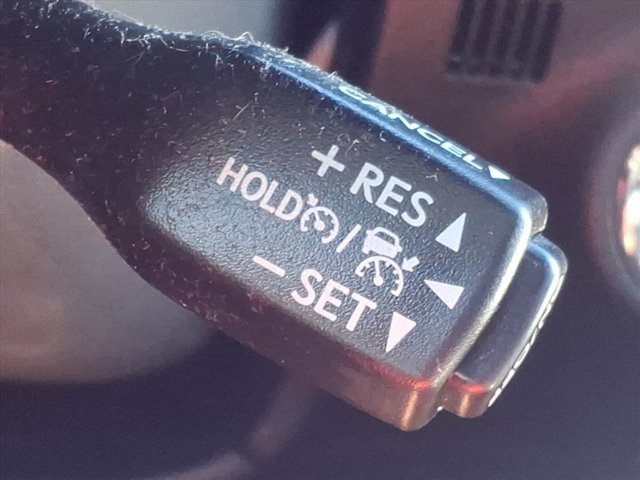 CANCEL
+ RES
HOLD /
− SET